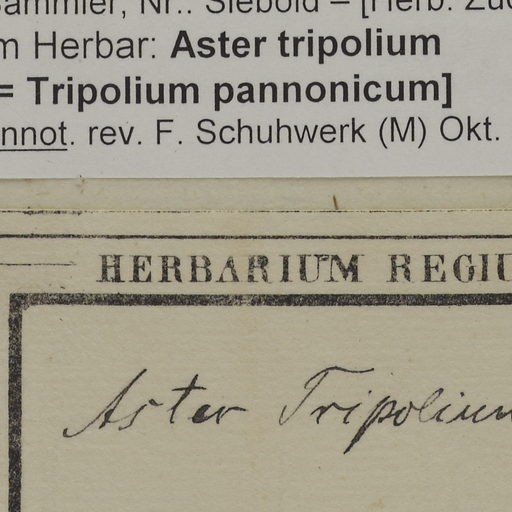 Sammler, Nr.: Siebold – [Herb. Zuc
m Herbar: Aster tripolium
= Tripolium pannonicum]
nnot. rev. F. Schuhwerk (M) Okt.
HERBARIUM REGIU
Aster Tripolium